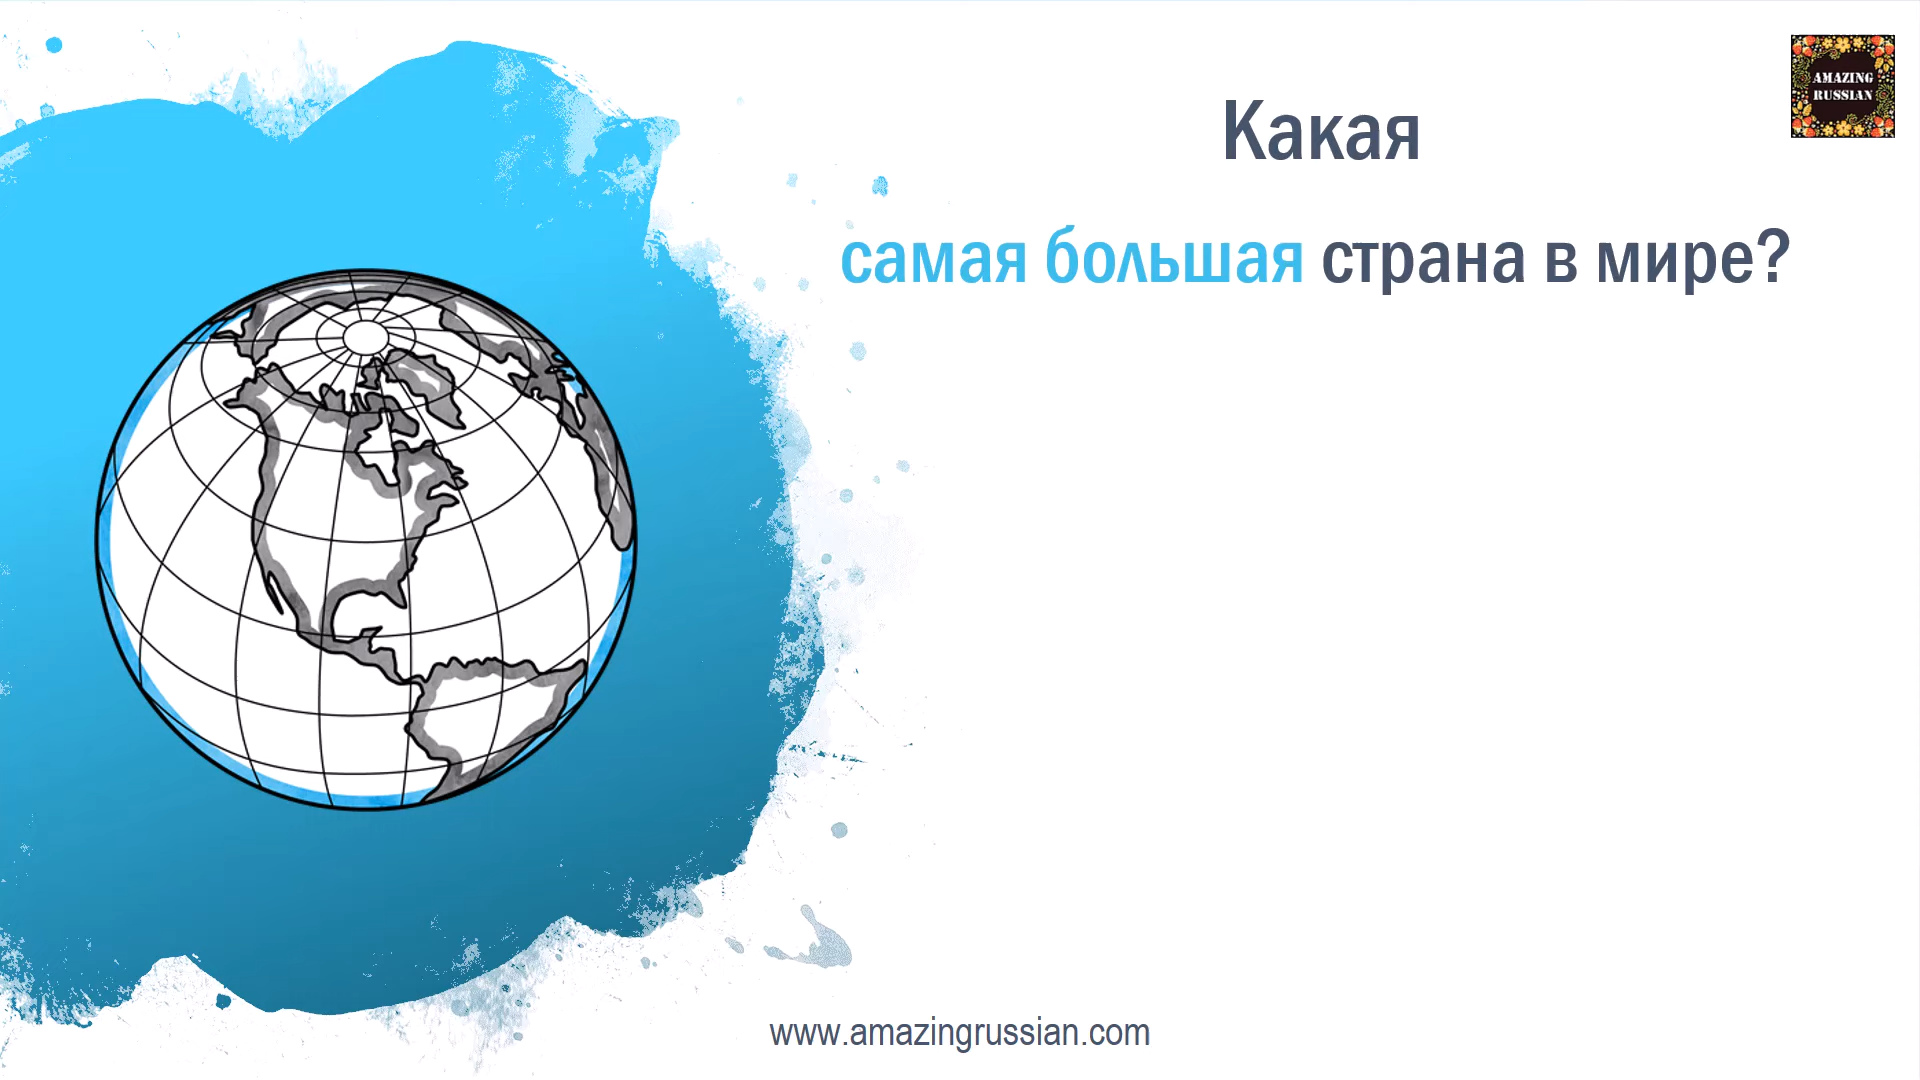 AMAZING
RUSSIAN
Какая
самая большая страна в мире?
www.amazingrussian.com